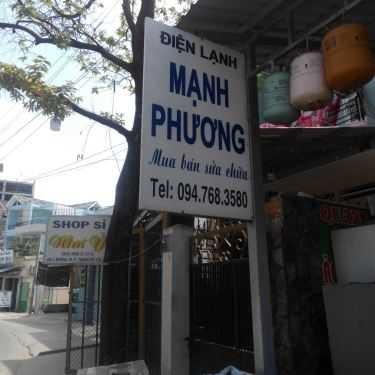 ĐIỆN LẠNH
MẠNH
PHƯƠNG
Mua bán sửa chữa
Tel: 094.768.3580
SHOP SỈ